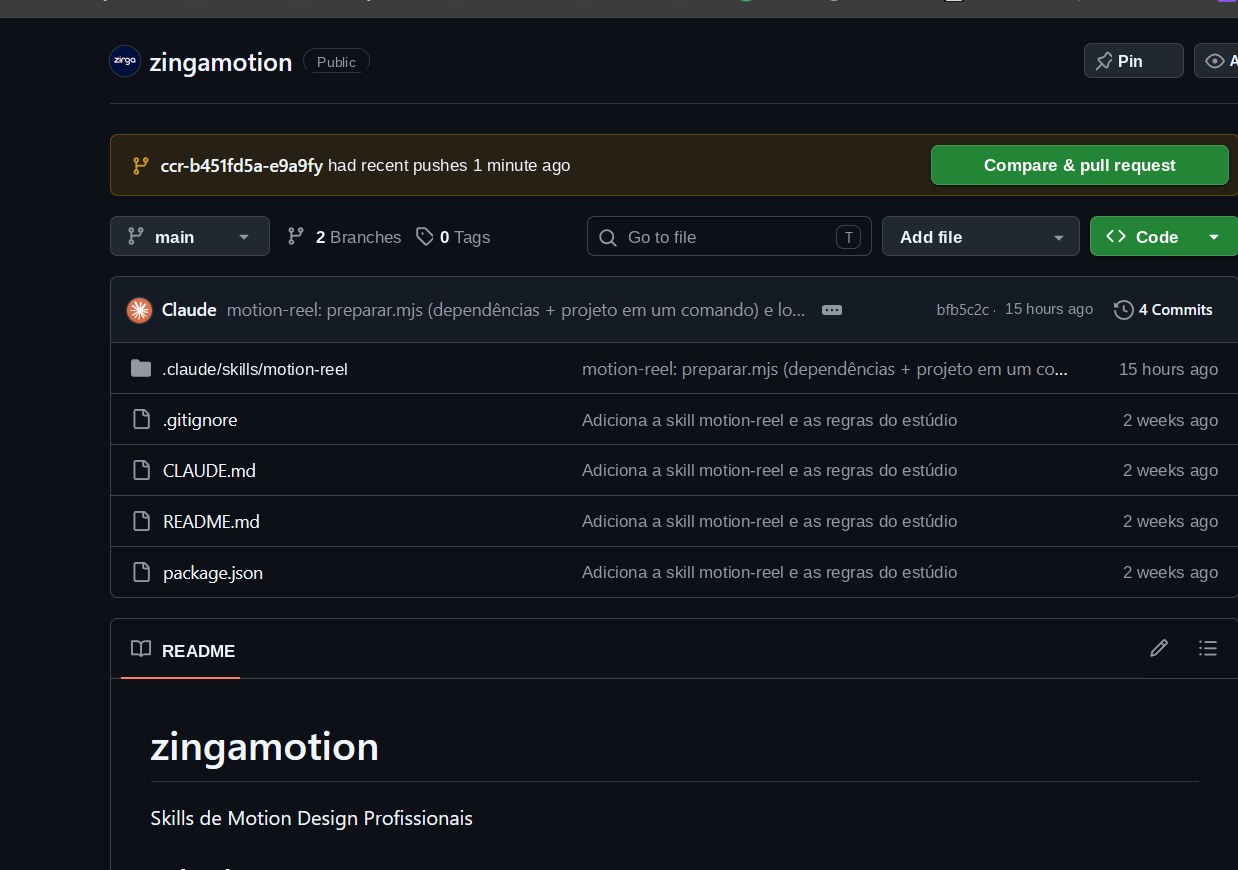 zinga zingamotion Public Pin
ccr-b451fd5a-e9a9fy had recent pushes 1 minute ago Compare & pull request
main 2 Branches 0 Tags Go to file T Add file Code
Claude motion-reel: preparar.mjs (dependências + projeto em um comando) e lo... bfb5c2c · 15 hours ago 4 Commits
.claude/skills/motion-reel motion-reel: preparar.mjs (dependências + projeto em um co... 15 hours ago
.gitignore Adiciona a skill motion-reel e as regras do estúdio 2 weeks ago
CLAUDE.md Adiciona a skill motion-reel e as regras do estúdio 2 weeks ago
README.md Adiciona a skill motion-reel e as regras do estúdio 2 weeks ago
package.json Adiciona a skill motion-reel e as regras do estúdio 2 weeks ago
README
zingamotion
Skills de Motion Design Profissionais